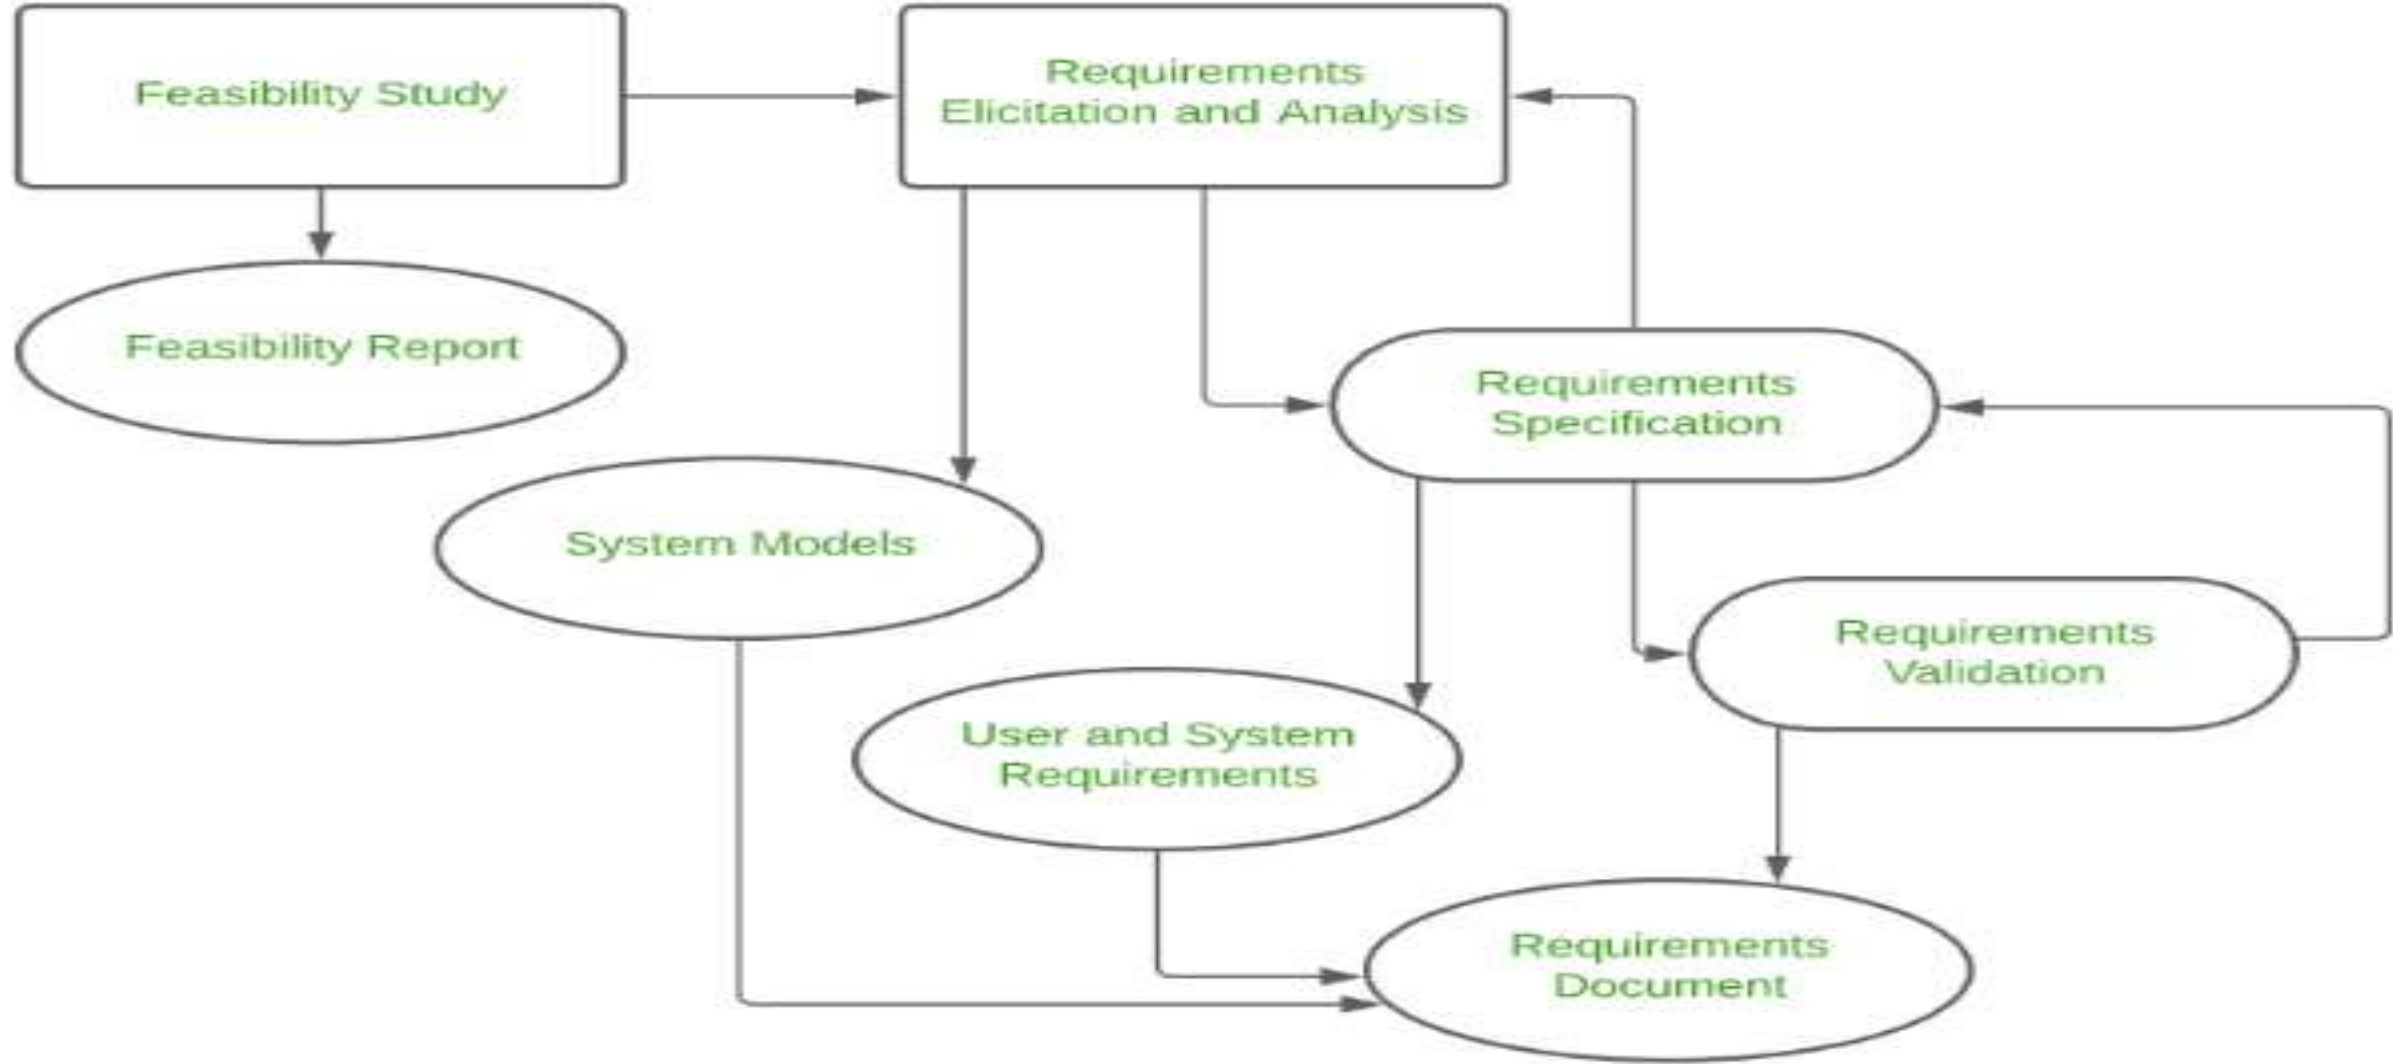 Feasibility Study
Requirements
Elicitation and Analysis
Feasibility Report
Requirements
Specification
System Models
Requirements
Validation
User and System
Requirements
Requirements
Document